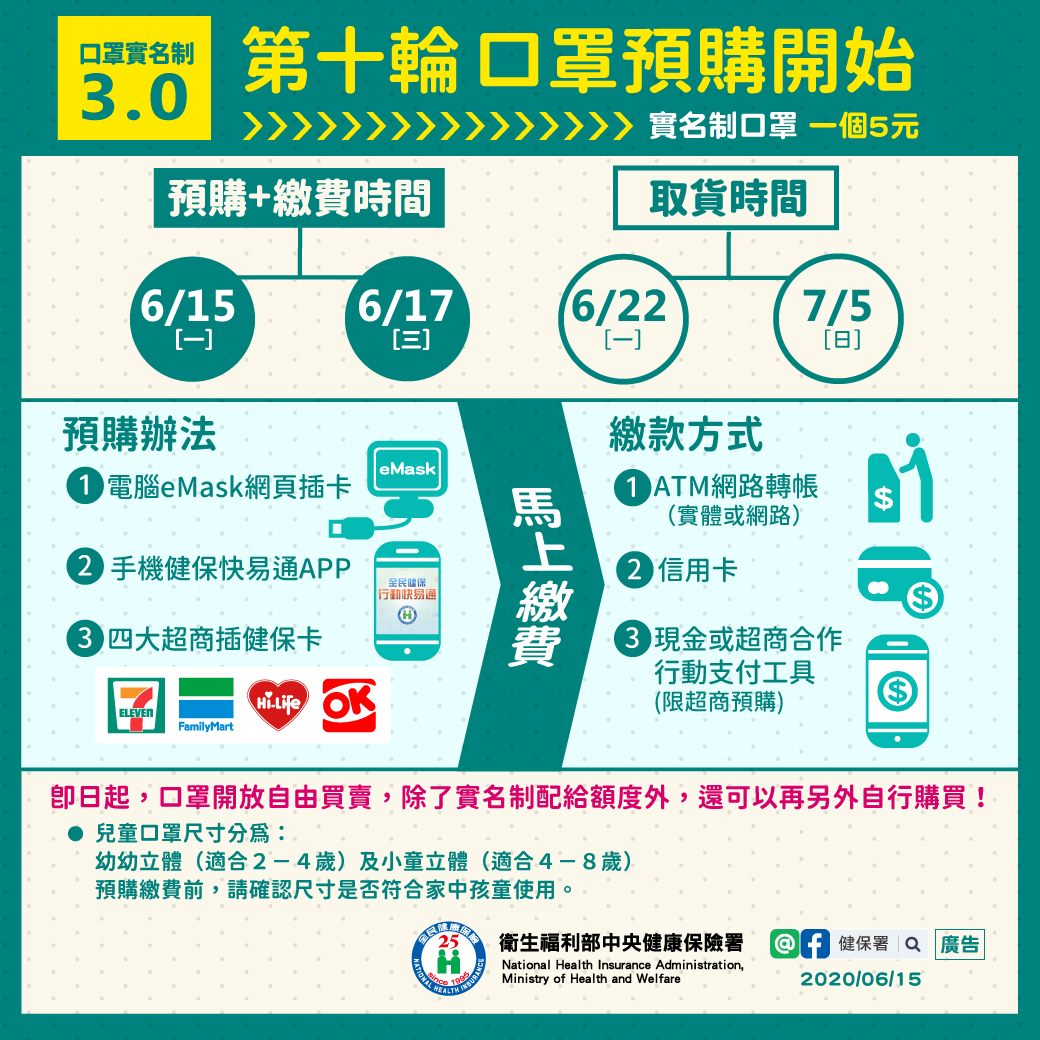 口罩實名制
3.0
第十輪 口罩預購開始
實名制口罩 一個5元
預購+繳費時間
取貨時間
6/15
[一]
6/17
[三]
6/22
[一]
7/5
[日]
預購辦法
1 電腦eMask網頁插卡
eMask
2 手機健保快易通APP
全民健保
行動快易通
3 四大超商插健保卡
7
ELEVEN
FamilyMart
Hi-Life
OK
馬上繳費
繳款方式
1 ATM網路轉帳
(實體或網路)
$
2 信用卡
$
3 現金或超商合作
行動支付工具
(限超商預購)
$
即日起，口罩開放自由買賣，除了實名制配給額度外，還可以再另外自行購買！
● 兒童口罩尺寸分為：
幼幼立體（適合2－4歲）及小童立體（適合4－8歲）
預購繳費前，請確認尺寸是否符合家中孩童使用。
全民健康保險
25
since 1995
NATIONAL HEALTH INSURANCE
衛生福利部中央健康保險署
National Health Insurance Administration,
Ministry of Health and Welfare
@ f 健保署 廣告
2020/06/15